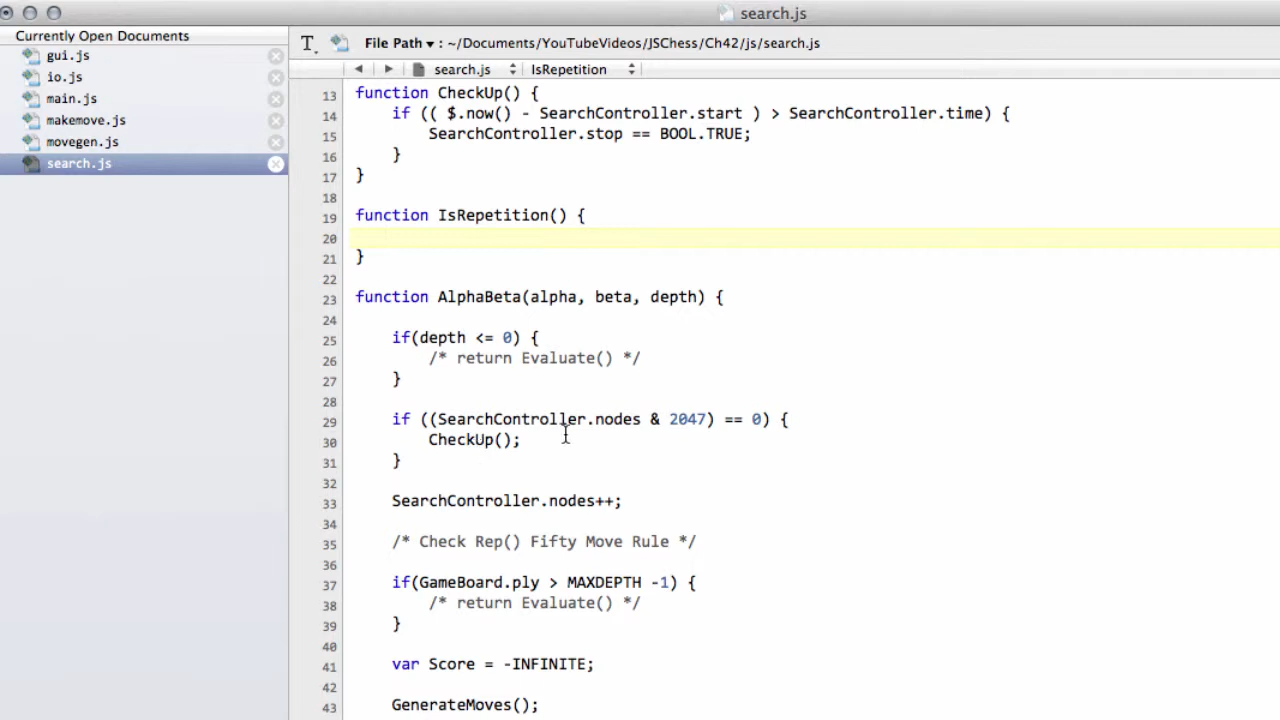 search.js
Currently Open Documents
gui.js
io.js
main.js
makemove.js
movegen.js
search.js
File Path ▾ : ~/Documents/YouTubeVideos/JSChess/Ch42/js/search.js
search.js IsRepetition
13 function CheckUp() {
14 if (( $.now() - SearchController.start ) > SearchController.time) {
15 SearchController.stop == BOOL.TRUE;
16 }
17 }
18
19 function IsRepetition() {
20
21 }
22
23 function AlphaBeta(alpha, beta, depth) {
24
25 if(depth <= 0) {
26 /* return Evaluate() */
27 }
28
29 if ((SearchController.nodes & 2047) == 0) {
30 CheckUp();
31 }
32
33 SearchController.nodes++;
34
35 /* Check Rep() Fifty Move Rule */
36
37 if(GameBoard.ply > MAXDEPTH -1) {
38 /* return Evaluate() */
39 }
40
41 var Score = -INFINITE;
42
43 GenerateMoves();